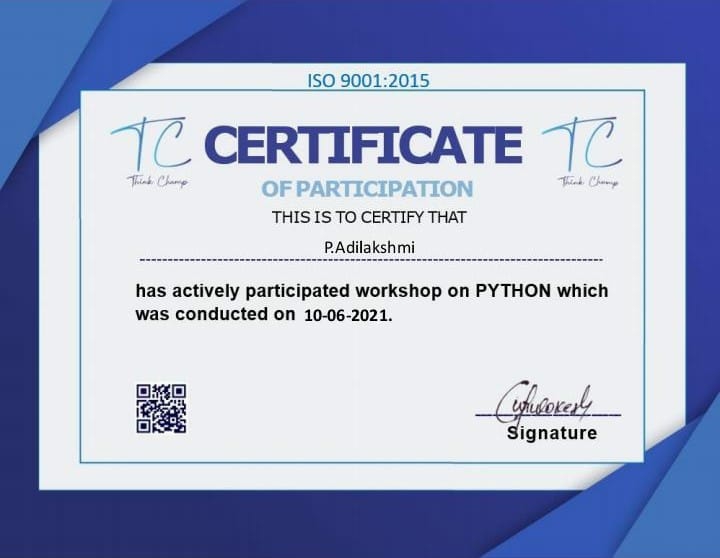 ISO 9001:2015
TC CERTIFICATE TC
Think Champ Think Champ
OF PARTICIPATION
THIS IS TO CERTIFY THAT
P.Adilakshmi
has actively participated workshop on PYTHON which
was conducted on 10-06-2021.
Signature